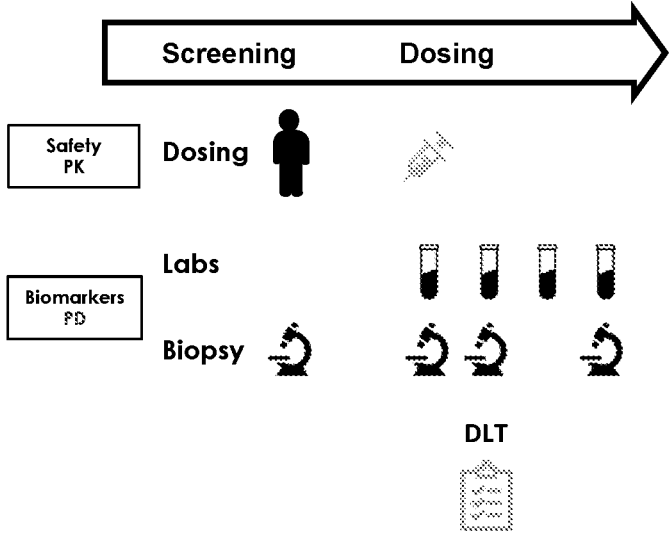 Screening Dosing
Safety
PK
Dosing
Labs
Biomarkers
PD
Biopsy
DLT